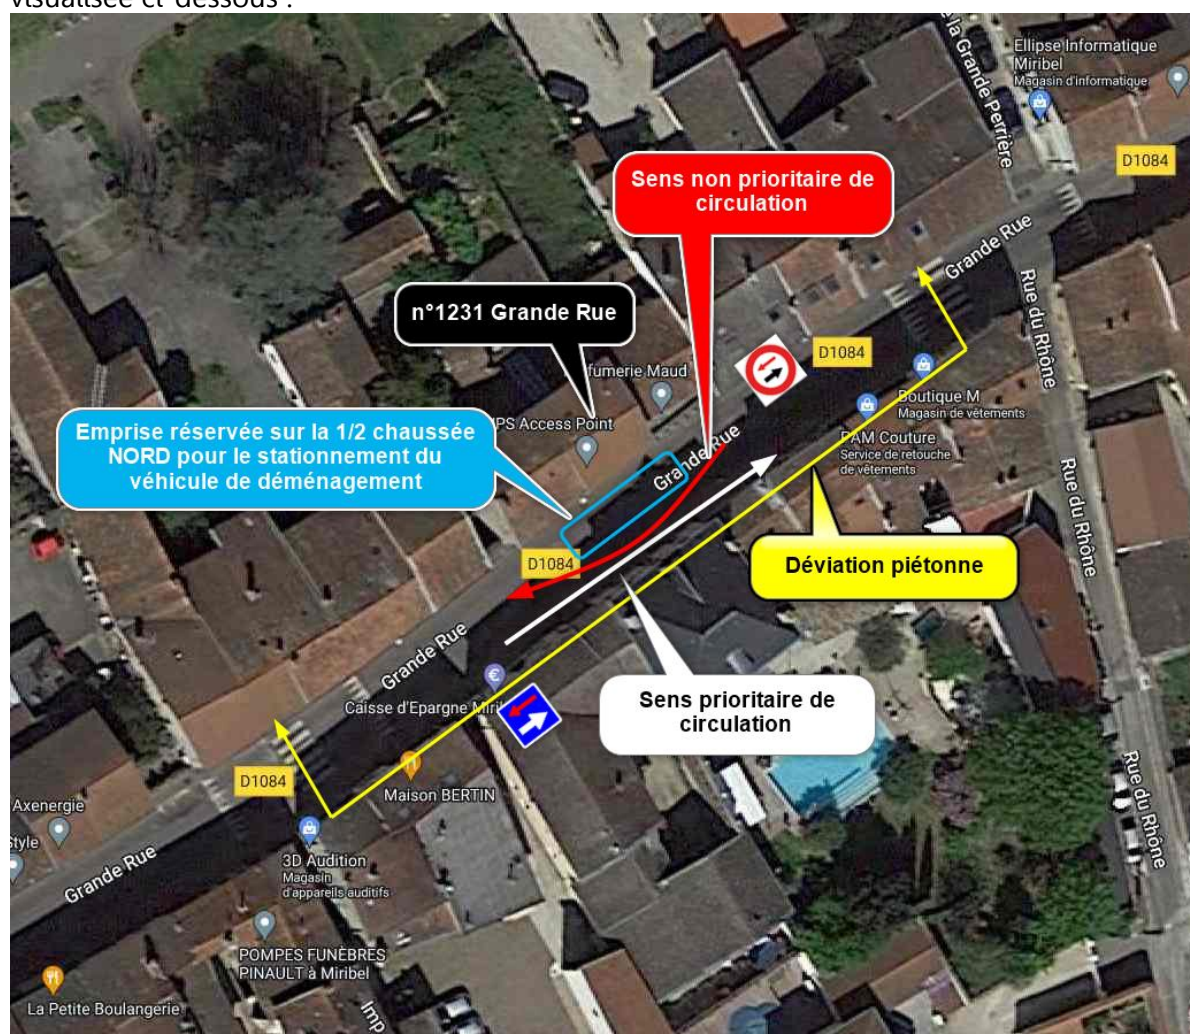 visualisée ci-dessous :
Ellipse Informatique
Miribel
Magasin d'informatique
la Grande Perrière
D1084
Sens non prioritaire de
circulation
Grande Rue
Rue du Rhône
n°1231 Grande Rue
D1084
fumerie Maud
Boutique M
Magasin de vêtements
PS Access Point
Emprise réservée sur la 1/2 chaussée
NORD pour le stationnement du
véhicule de déménagement
Grande Rue
PAM Couture
Service de retouche
de vêtements
Rue du Rhône
D1084
Déviation piétonne
Grande Rue
Caisse d'Epargne Mirib
Sens prioritaire de
circulation
D1084
Maison BERTIN
Rue du Rhône
Axenergie
Style
3D Audition
Magasin
d'appareils auditifs
Grande Rue
POMPES FUNÈBRES
PINAULT à Miribel
La Petite Boulangerie
Imp